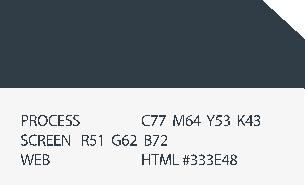 PROCESS C77 M64 Y53 K43
SCREEN R51 G62 B72
WEB HTML #333E48